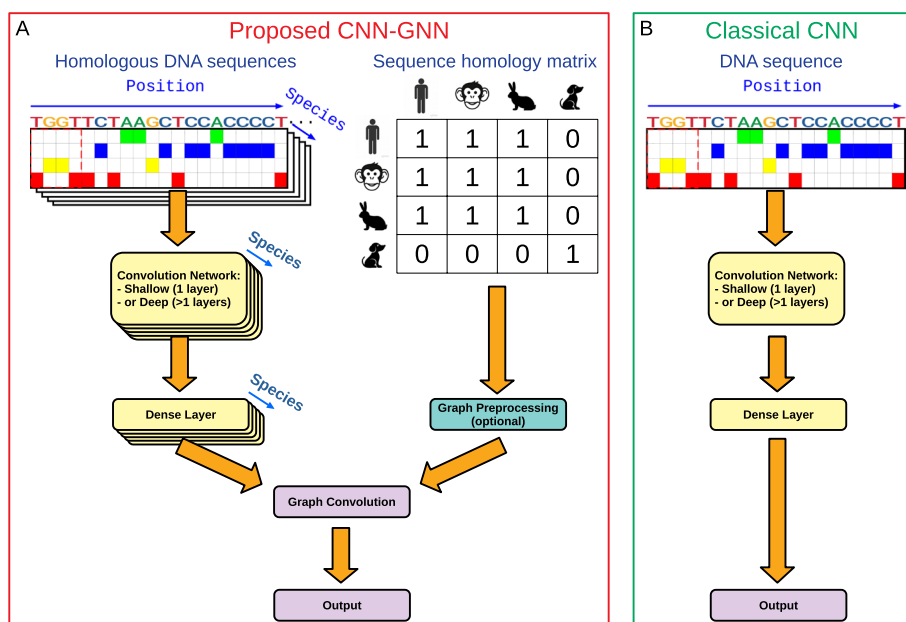 A
Proposed CNN-GNN
Homologous DNA sequences
Position
Species
TGGTTCTAAGCTCCACCCCT...
Species
Convolution Network:
- Shallow (1 layer)
- or Deep (>1 layers)
Species
Dense Layer
Sequence homology matrix
1 1 1 0
1 1 1 0
1 1 1 0
0 0 0 1
Graph Preprocessing
(optional)
Graph Convolution
Output
B
Classical CNN
DNA sequence
Position
TGGTTCTAAGCTCCACCCCT
Convolution Network:
- Shallow (1 layer)
- or Deep (>1 layers)
Dense Layer
Output